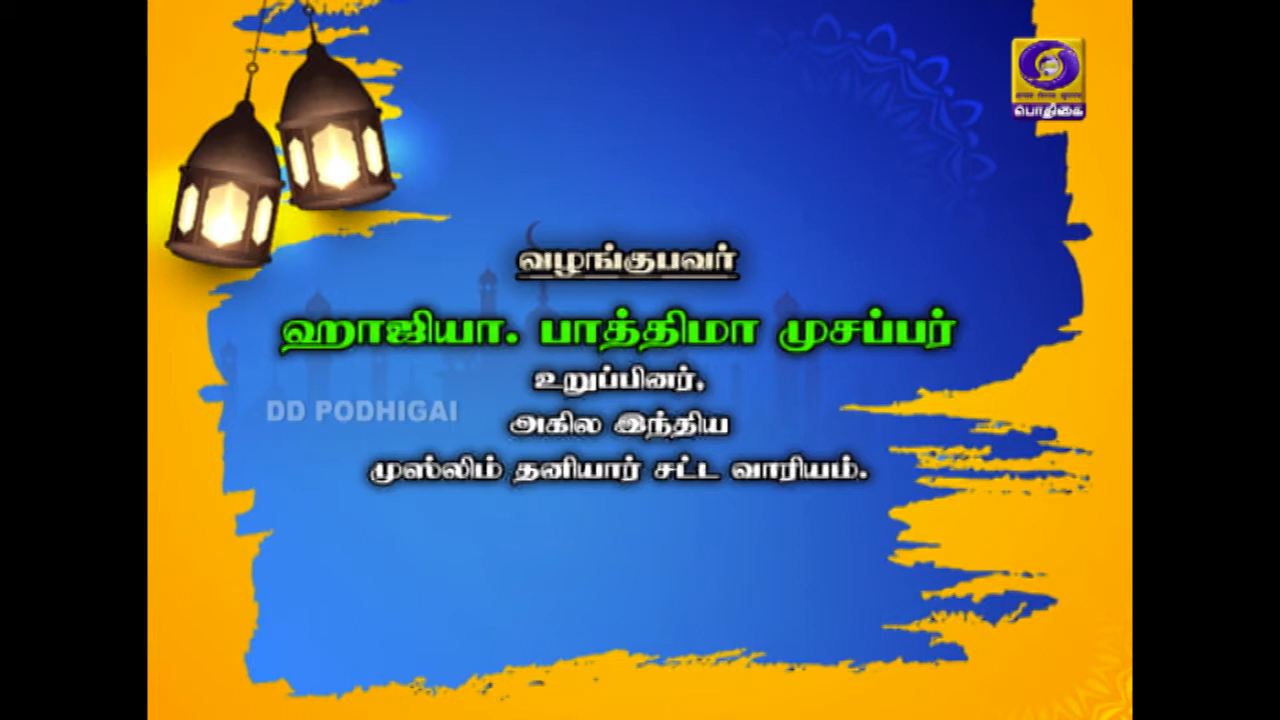 பொதிகை
வழங்குபவர்
ஹாஜியா. பாத்திமா முசப்பர்
உறுப்பினர்,
அகில இந்திய
DD PODHIGAI
முஸ்லிம் தனியார் சட்ட வாரியம்.